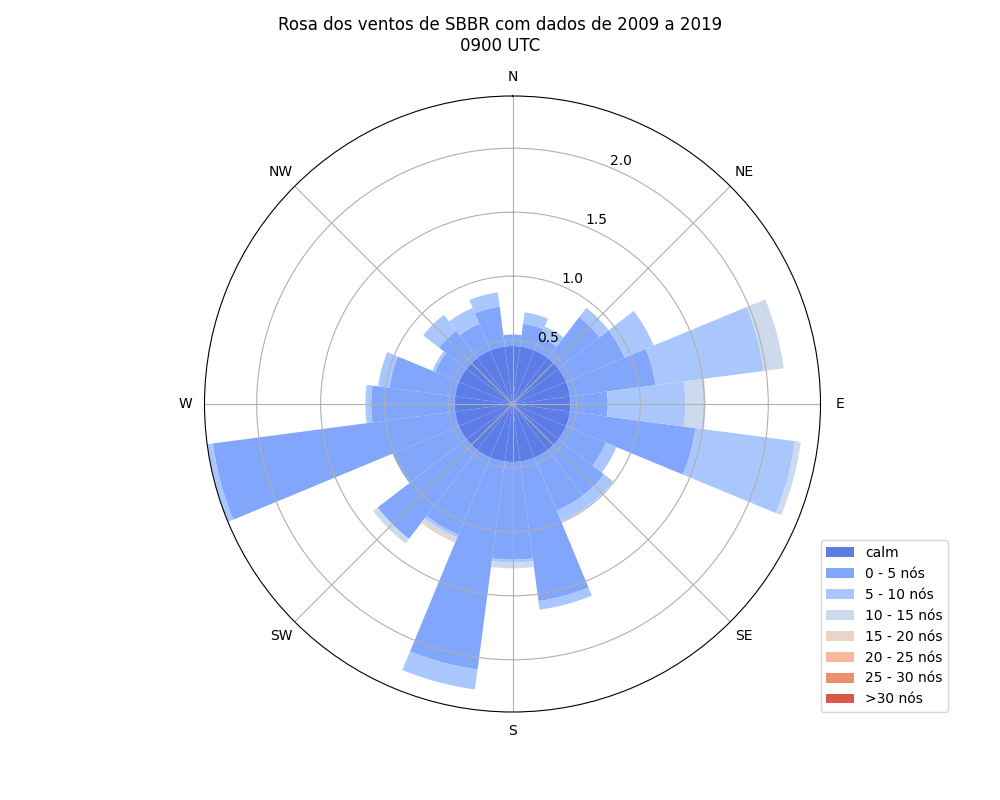 Rosa dos ventos de SBBR com dados de 2009 a 2019
0900 UTC
N
NW
NE
2.0
1.5
1.0
0.5
W
E
SW
SE
S
calm
0 - 5 nós
5 - 10 nós
10 - 15 nós
15 - 20 nós
20 - 25 nós
25 - 30 nós
>30 nós